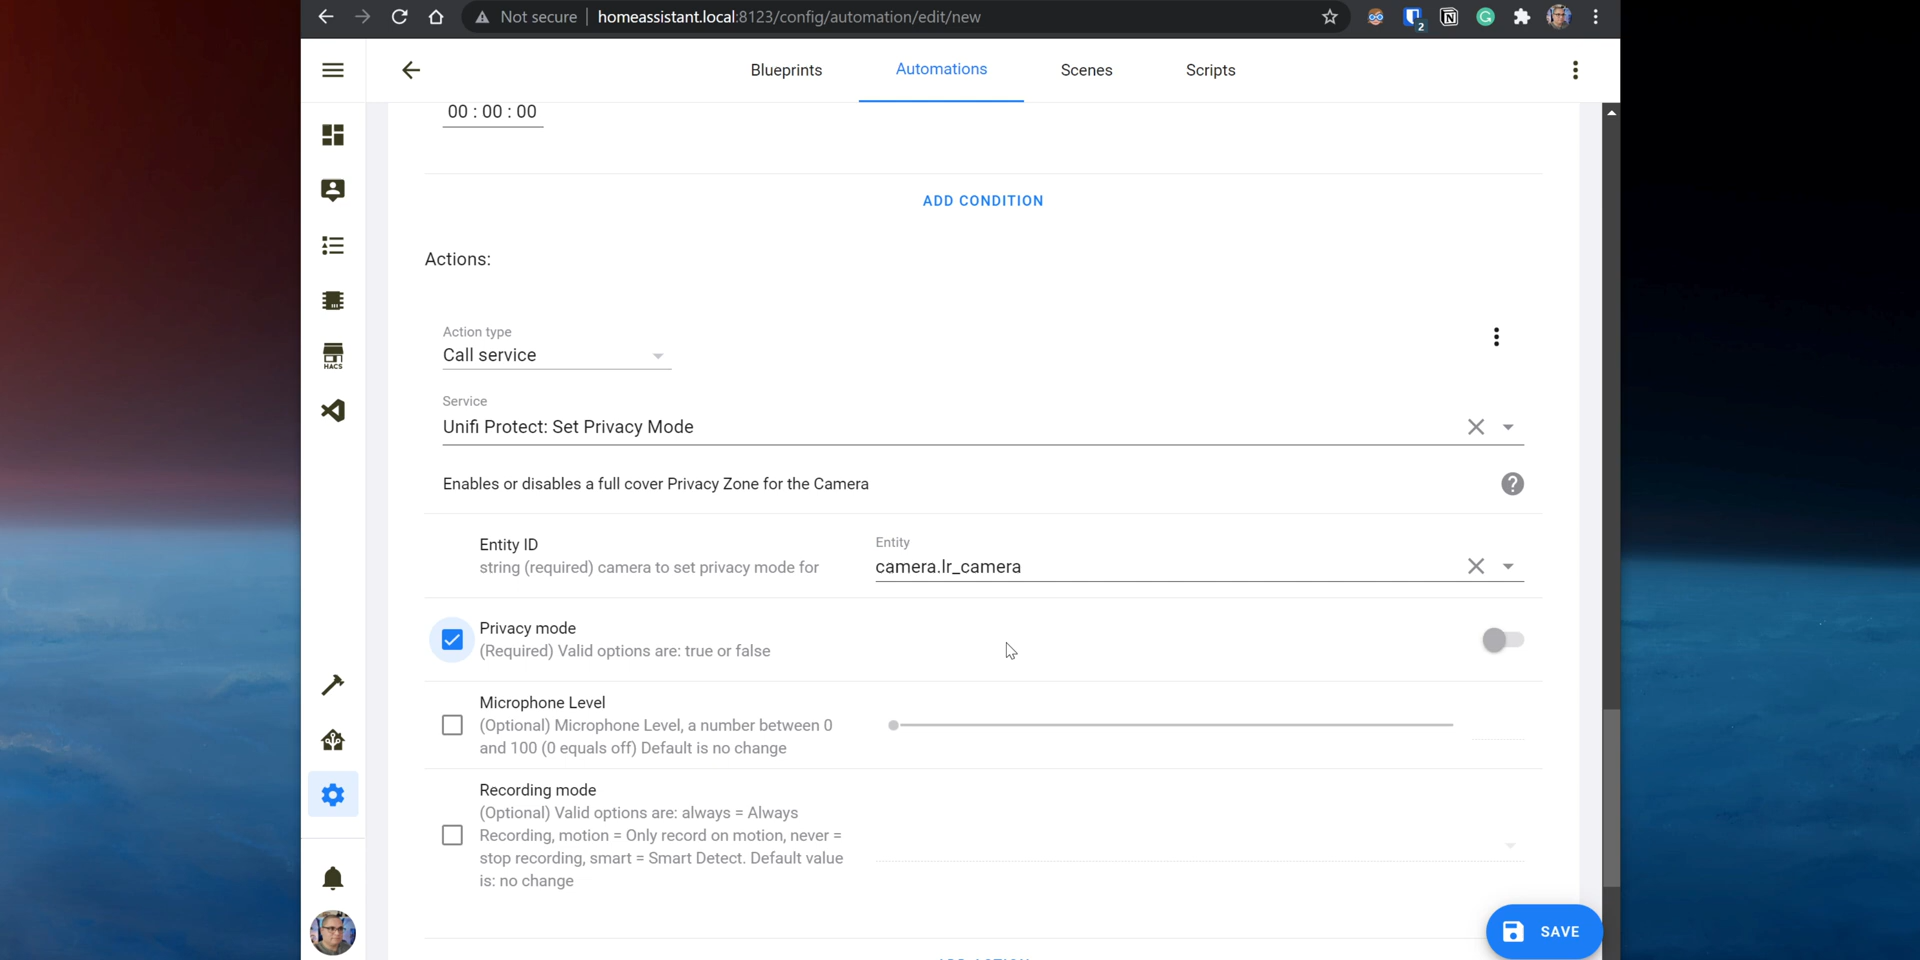 Not secure | homeassistant.local:8123/config/automation/edit/new
2
Blueprints
Automations
Scenes
Scripts
00 : 00 : 00
ADD CONDITION
Actions:
Action type
Call service
HACS
Service
Unifi Protect: Set Privacy Mode
Enables or disables a full cover Privacy Zone for the Camera
Entity ID
string (required) camera to set privacy mode for
Entity
camera.lr_camera
Privacy mode
(Required) Valid options are: true or false
Microphone Level
(Optional) Microphone Level, a number between 0
and 100 (0 equals off) Default is no change
Recording mode
(Optional) Valid options are: always = Always
Recording, motion = Only record on motion, never =
stop recording, smart = Smart Detect. Default value
is: no change
SAVE
ADD ACTION